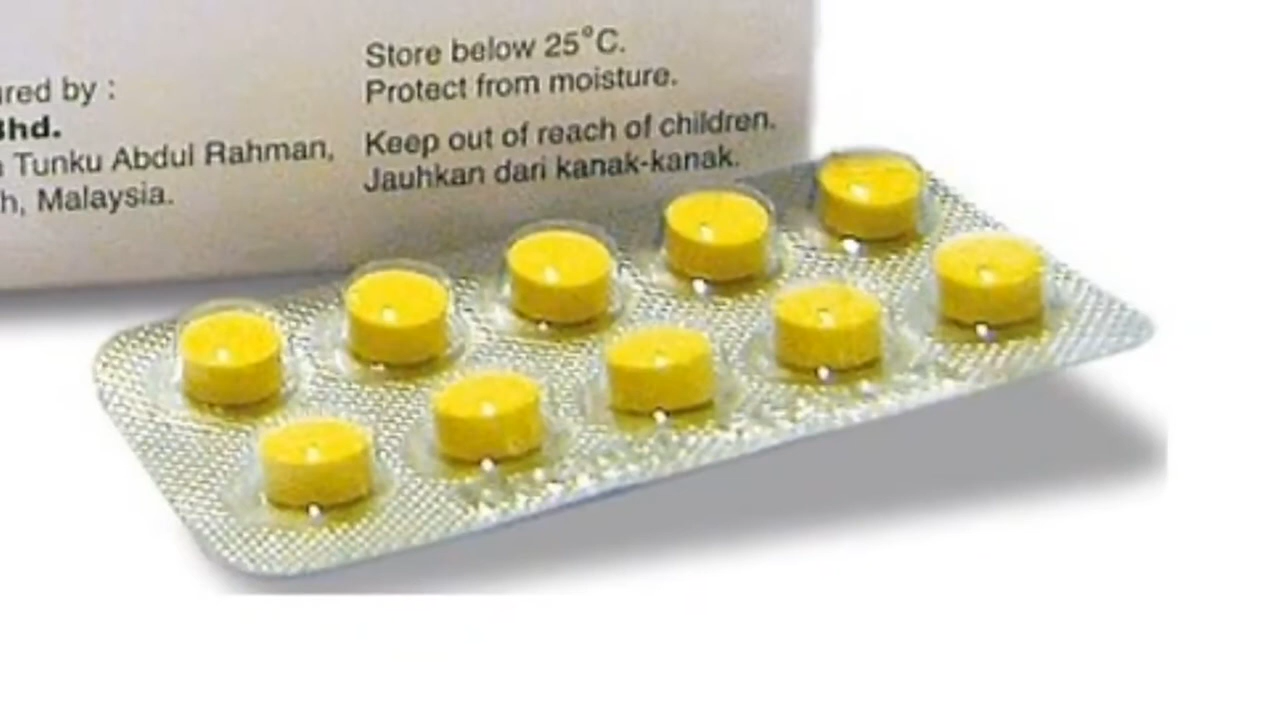 ured by :
Bhd.
Tunku Abdul Rahman,
h, Malaysia.
Store below 25°C.
Protect from moisture.
Keep out of reach of children.
Jauhkan dari kanak-kanak.